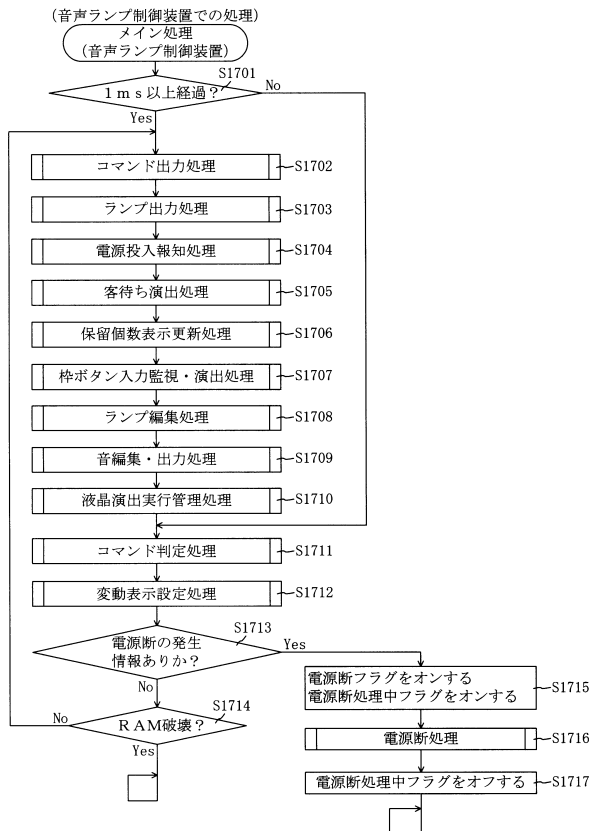 (音声ランプ制御装置での処理)
メイン処理
(音声ランプ制御装置)
S1701
1ms以上経過?
No
Yes
コマンド出力処理
S1702
ランプ出力処理
S1703
電源投入報知処理
S1704
客待ち演出処理
S1705
保留個数表示更新処理
S1706
枠ボタン入力監視・演出処理
S1707
ランプ編集処理
S1708
音編集・出力処理
S1709
液晶演出実行管理処理
S1710
コマンド判定処理
S1711
変動表示設定処理
S1712
S1713
電源断の発生
情報ありか?
Yes
No
電源断フラグをオンする
電源断処理中フラグをオンする
S1715
S1714
No
RAM破壊?
Yes
電源断処理
S1716
電源断処理中フラグをオフする
S1717